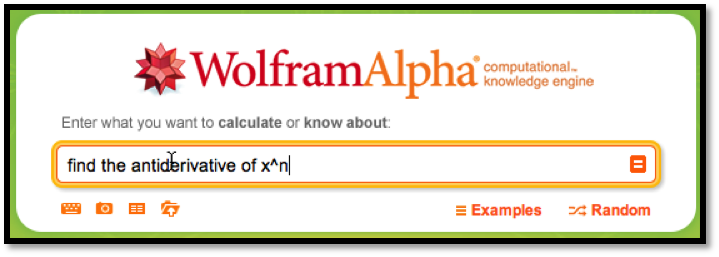 WolframAlpha computational™
knowledge engine
Enter what you want to calculate or know about:
find the antiderivative of x^n
Examples
Random